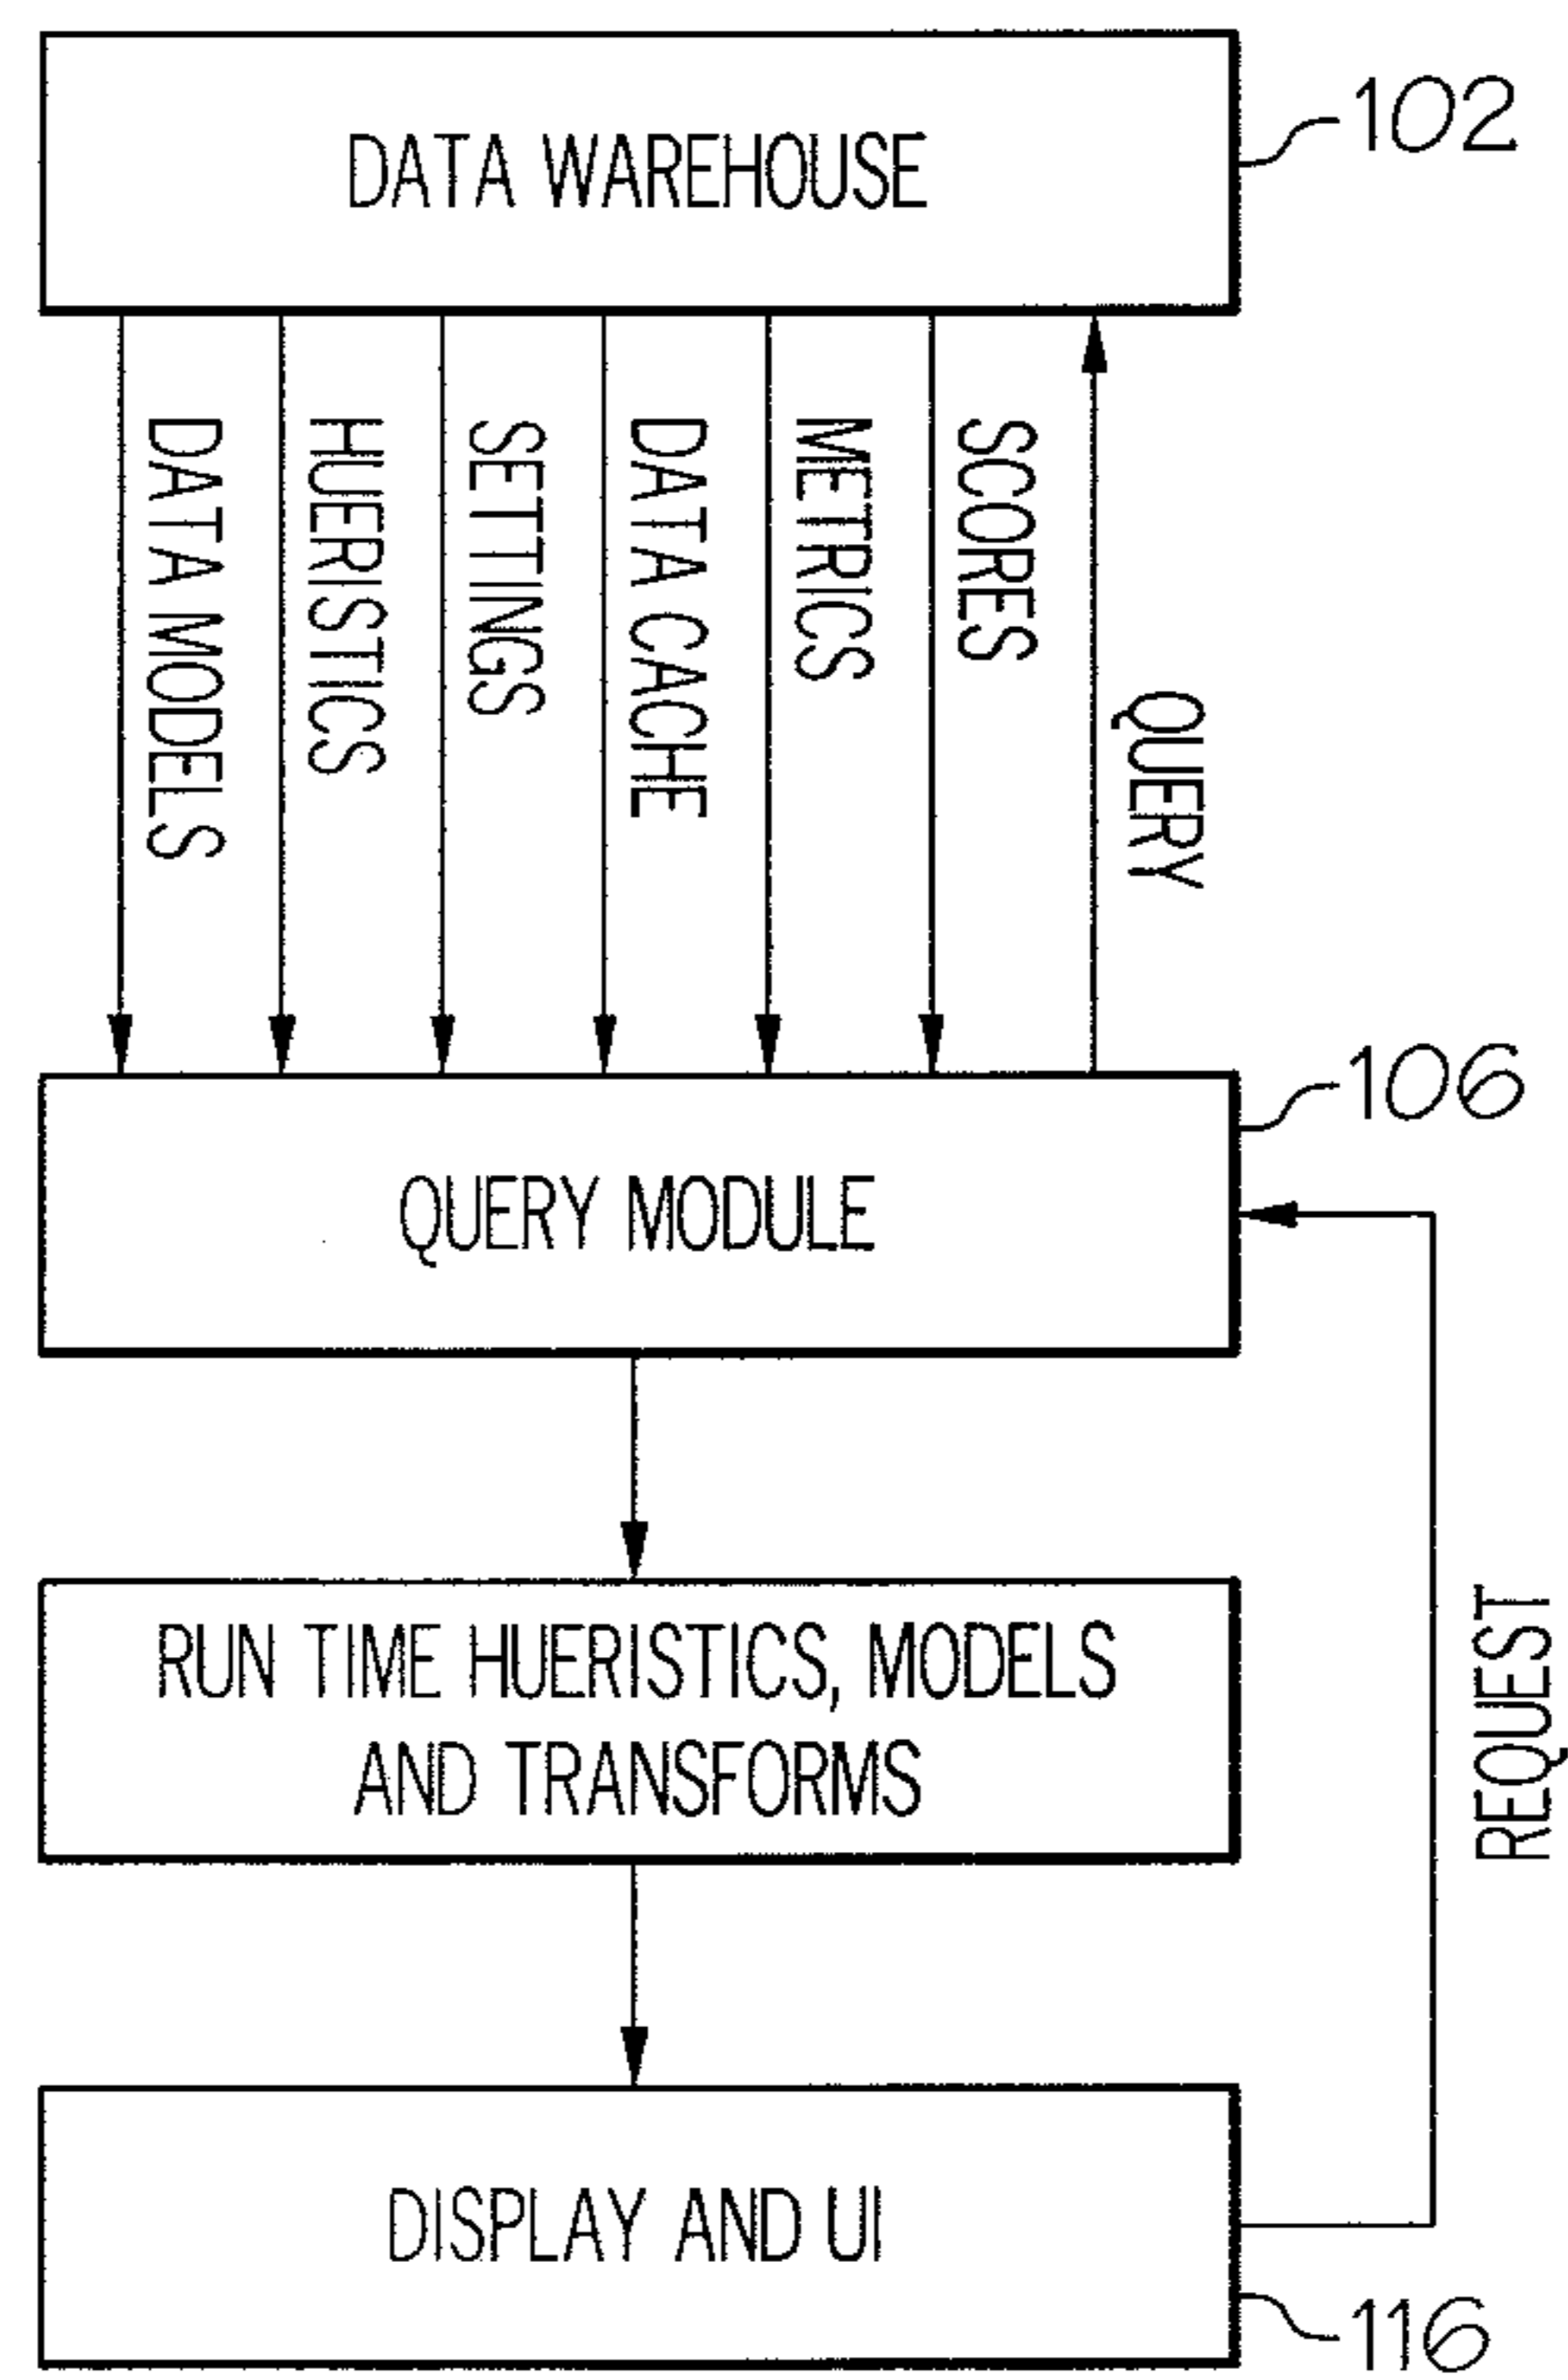 DATA WAREHOUSE
102
DATA MODELS
HUERISTICS
SETTINGS
DATA CACHE
METRICS
SCORES
QUERY
106
QUERY MODULE
RUN TIME HUERISTICS, MODELS
AND TRANSFORMS
REQUEST
DISPLAY AND UI
116